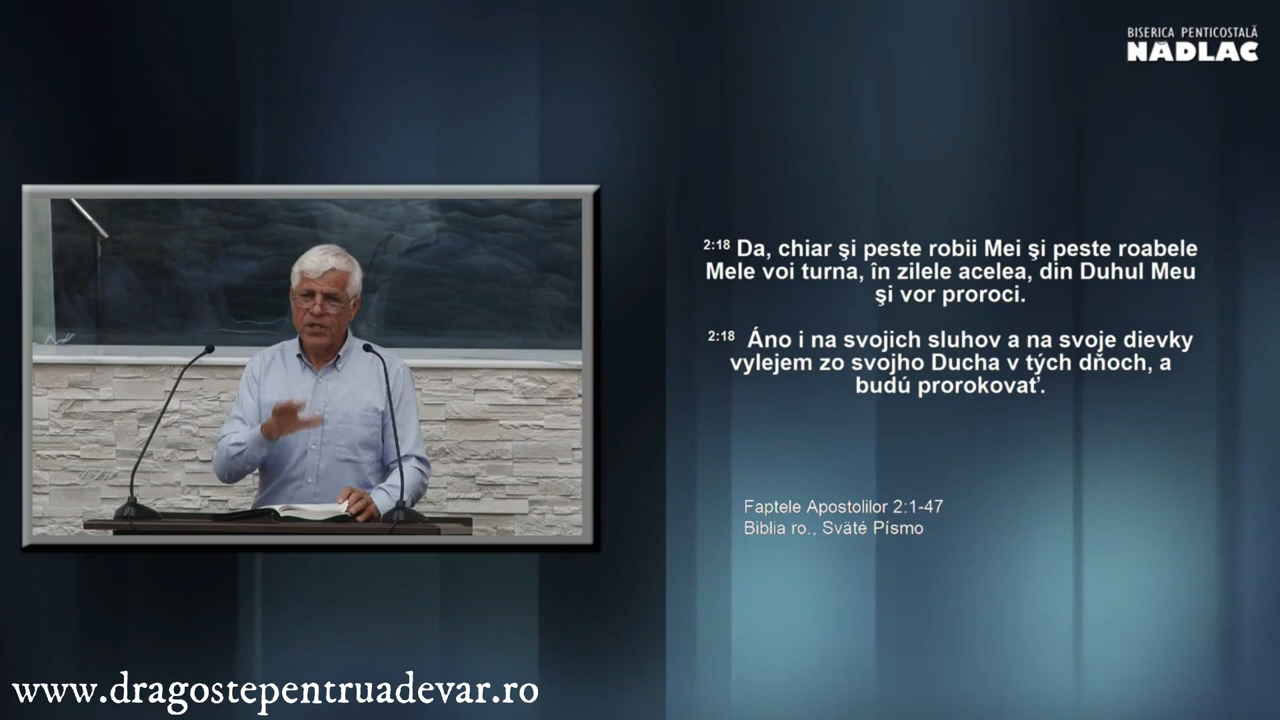 BISERICA PENTICOSTALĂ
NĂDLAC
2:18 Da, chiar şi peste robii Mei şi peste roabele
Mele voi turna, în zilele acelea, din Duhul Meu
şi vor proroci.
2:18 Áno i na svojich sluhov a na svoje dievky
vylejem zo svojho Ducha v tých dňoch, a
budú prorokovať.
Faptele Apostolilor 2:1-47
Biblia ro., Sväté Písmo
www.dragostepentruadevar.ro